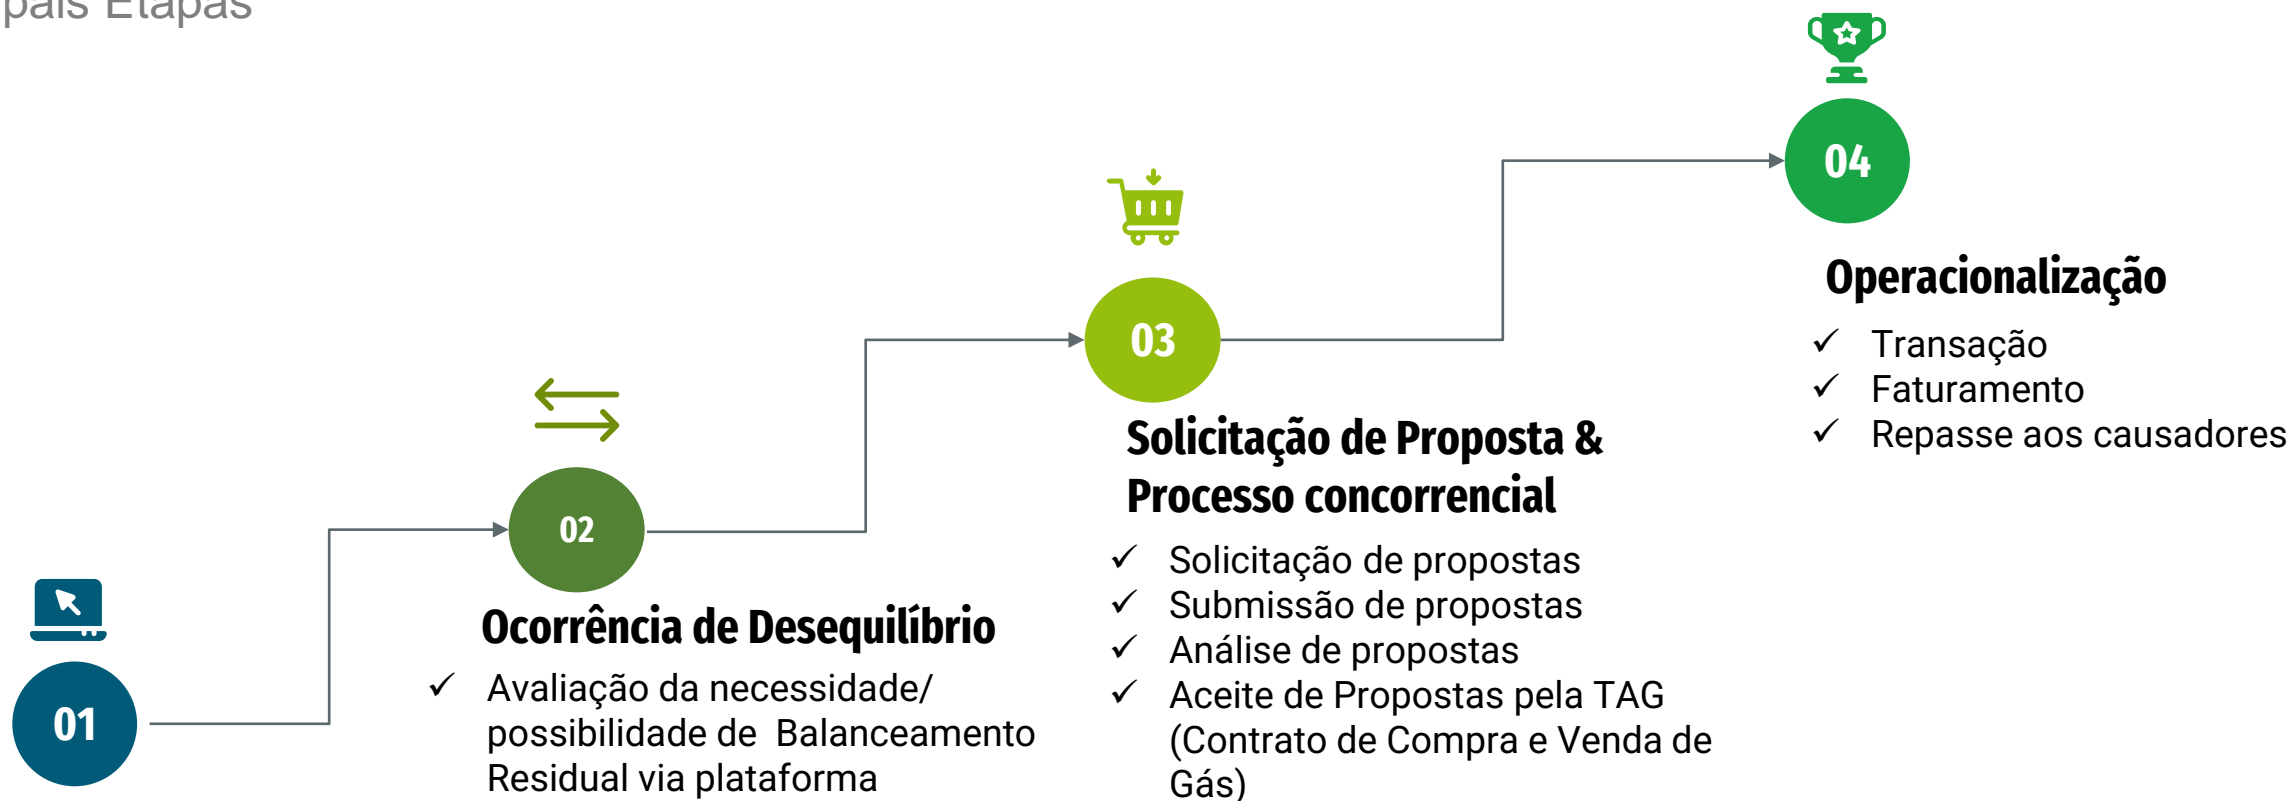 pais Etapas
01
02
Ocorrência de Desequilíbrio
✓ Avaliação da necessidade/
possibilidade de Balanceamento
Residual via plataforma
03
Solicitação de Proposta &
Processo concorrencial
✓ Solicitação de propostas
✓ Submissão de propostas
✓ Análise de propostas
✓ Aceite de Propostas pela TAG
(Contrato de Compra e Venda de
Gás)
04
Operacionalização
✓ Transação
✓ Faturamento
✓ Repasse aos causadores